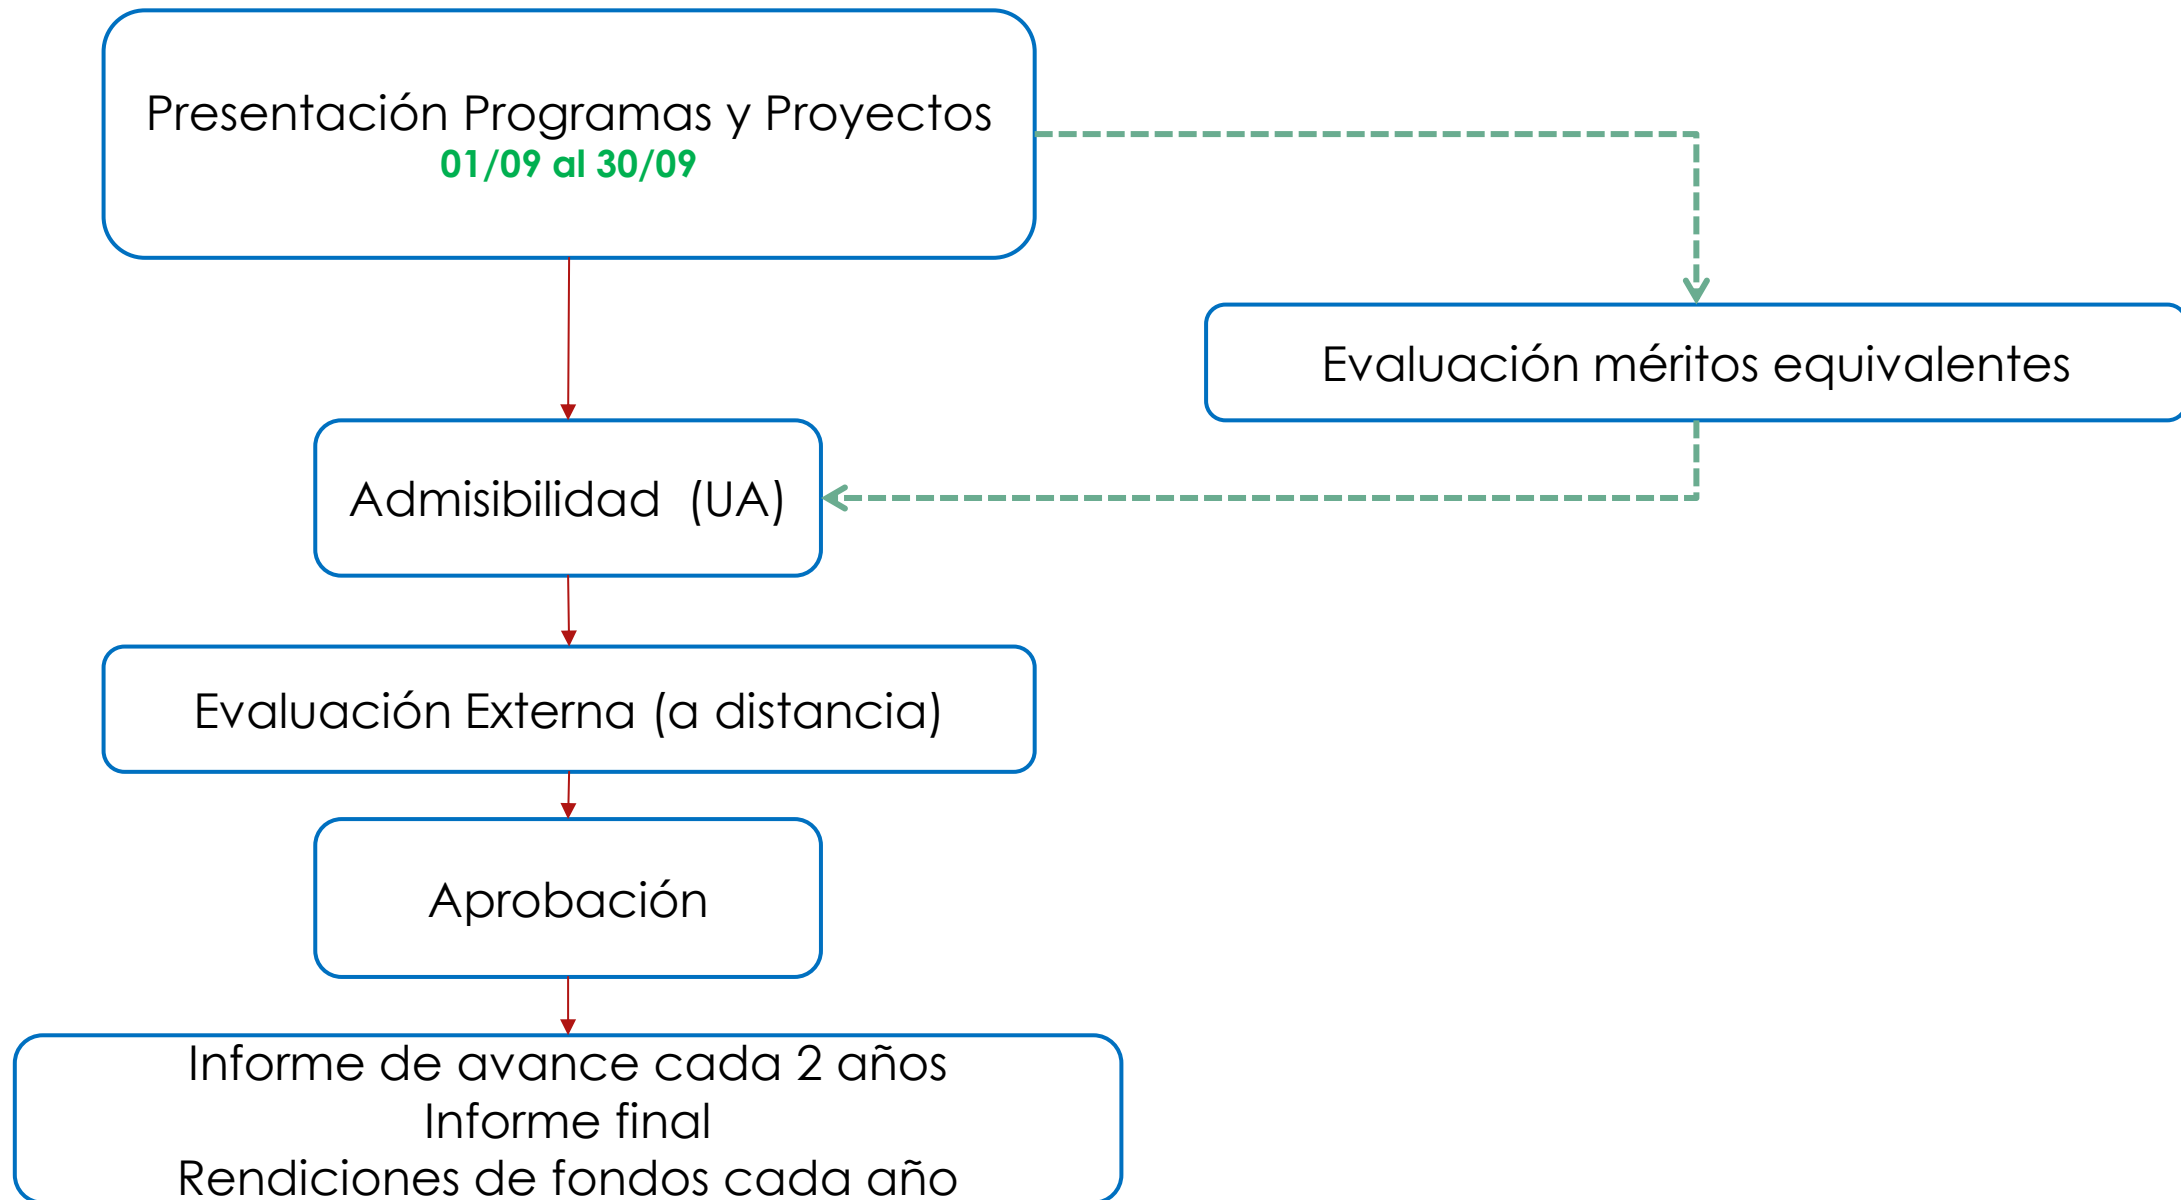 Presentación Programas y Proyectos
01/09 al 30/09
Evaluación méritos equivalentes
Admisibilidad (UA)
Evaluación Externa (a distancia)
Aprobación
Informe de avance cada 2 años
Informe final
Rendiciones de fondos cada año